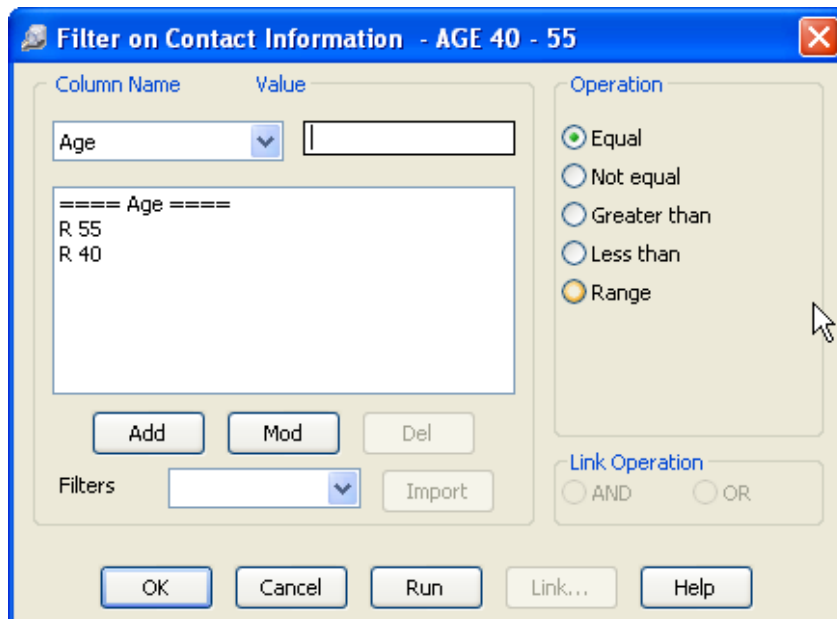 Filter on Contact Information - AGE 40 - 55
Column Name Value
Age
==== Age ====
R 55
R 40
Add Mod Del
Filters Import
Operation
Equal
Not equal
Greater than
Less than
Range
Link Operation
AND OR
OK Cancel Run Link... Help